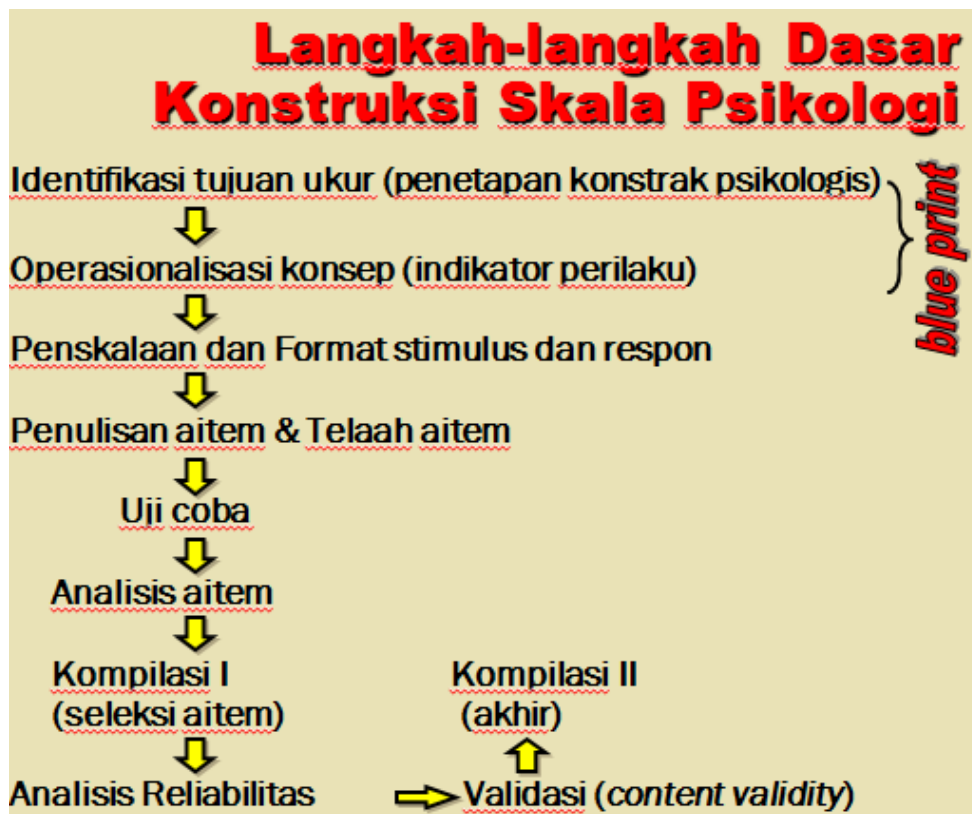 Langkah-langkah Dasar
Konstruksi Skala Psikologi
Identifikasi tujuan ukur (penetapan konstrak psikologis)
blue print
Operasionalisasi konsep (indikator perilaku)
Penskalaan dan Format stimulus dan respon
Penulisan aitem & Telaah aitem
Uji coba
Analisis aitem
Kompilasi I
(seleksi aitem)
Kompilasi II
(akhir)
Analisis Reliabilitas
Validasi (content validity)